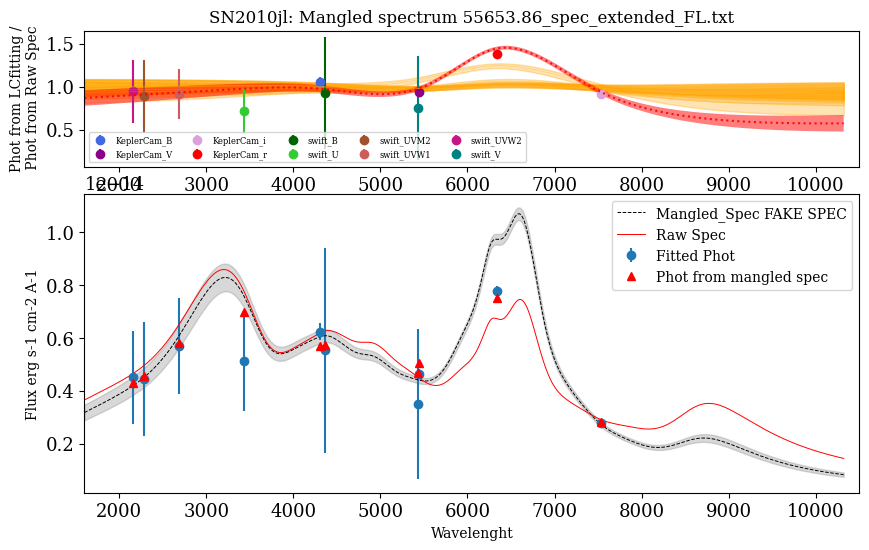 SN2010jl: Mangled spectrum 55653.86_spec_extended_FL.txt
Phot from LCfitting /
Phot from Raw Spec
1.5
1.0
0.5
KeplerCam_B
KeplerCam_i
swift_B
swift_UVM2
swift_UVW2
KeplerCam_V
KeplerCam_r
swift_U
swift_UVW1
swift_V
2000 3000 4000 5000 6000 7000 8000 9000 10000
1e−14
Flux erg s-1 cm-2 A-1
1.0
0.8
0.6
0.4
0.2
Mangled_Spec FAKE SPEC
Raw Spec
Fitted Phot
Phot from mangled spec
2000 3000 4000 5000 6000 7000 8000 9000 10000
Wavelenght